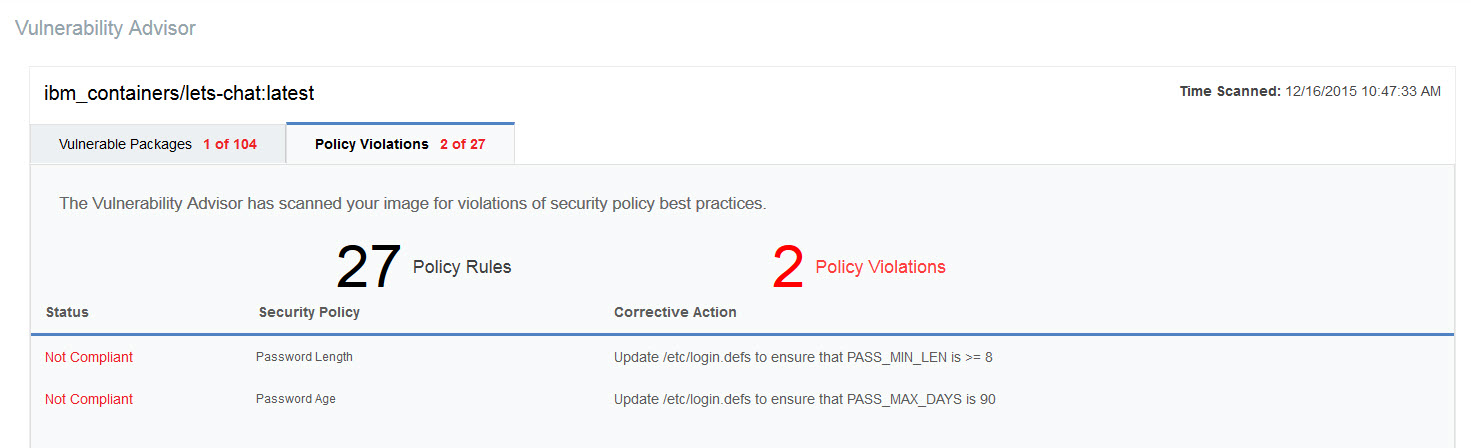 Vulnerability Advisor
ibm_containers/lets-chat:latest
Time Scanned: 12/16/2015 10:47:33 AM
Vulnerable Packages 1 of 104
Policy Violations 2 of 27
The Vulnerability Advisor has scanned your image for violations of security policy best practices.
27 Policy Rules
2 Policy Violations
Status Security Policy Corrective Action
Not Compliant Password Length Update /etc/login.defs to ensure that PASS_MIN_LEN is >= 8
Not Compliant Password Age Update /etc/login.defs to ensure that PASS_MAX_DAYS is 90